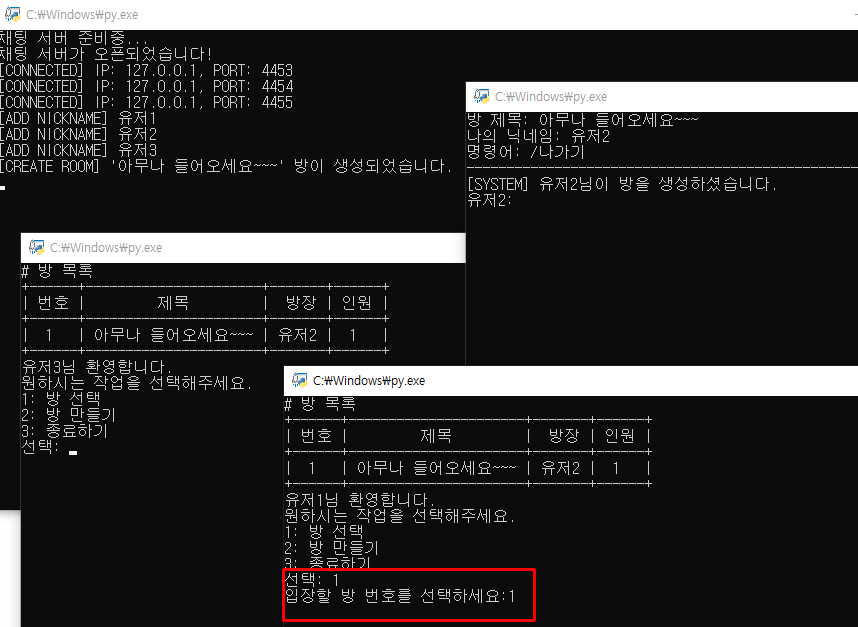 C:₩Windows₩py.exe
채팅 서버 준비중...
채팅 서버가 오픈되었습니다!
[CONNECTED] IP: 127.0.0.1, PORT: 4453
[CONNECTED] IP: 127.0.0.1, PORT: 4454
[CONNECTED] IP: 127.0.0.1, PORT: 4455
[ADD NICKNAME] 유저1
[ADD NICKNAME] 유저2
[ADD NICKNAME] 유저3
[CREATE ROOM] '아무나 들어오세요~~~' 방이 생성되었습니다.
C:₩Windows₩py.exe
방 제목: 아무나 들어오세요~~~
나의 닉네임: 유저2
명령어: /나가기
[SYSTEM] 유저2님이 방을 생성하셨습니다.
유저2:
C:₩Windows₩py.exe
# 방 목록
| 번호 | 제목 | 방장 | 인원 |
| 1 | 아무나 들어오세요~~~ | 유저2 | 1 |
유저3님 환영합니다.
원하시는 작업을 선택해주세요.
1: 방 선택
2: 방 만들기
3: 종료하기
선택:
C:₩Windows₩py.exe
# 방 목록
| 번호 | 제목 | 방장 | 인원 |
| 1 | 아무나 들어오세요~~~ | 유저2 | 1 |
유저1님 환영합니다.
원하시는 작업을 선택해주세요.
1: 방 선택
2: 방 만들기
3: 종료하기
선택: 1
입장할 방 번호를 선택하세요:1